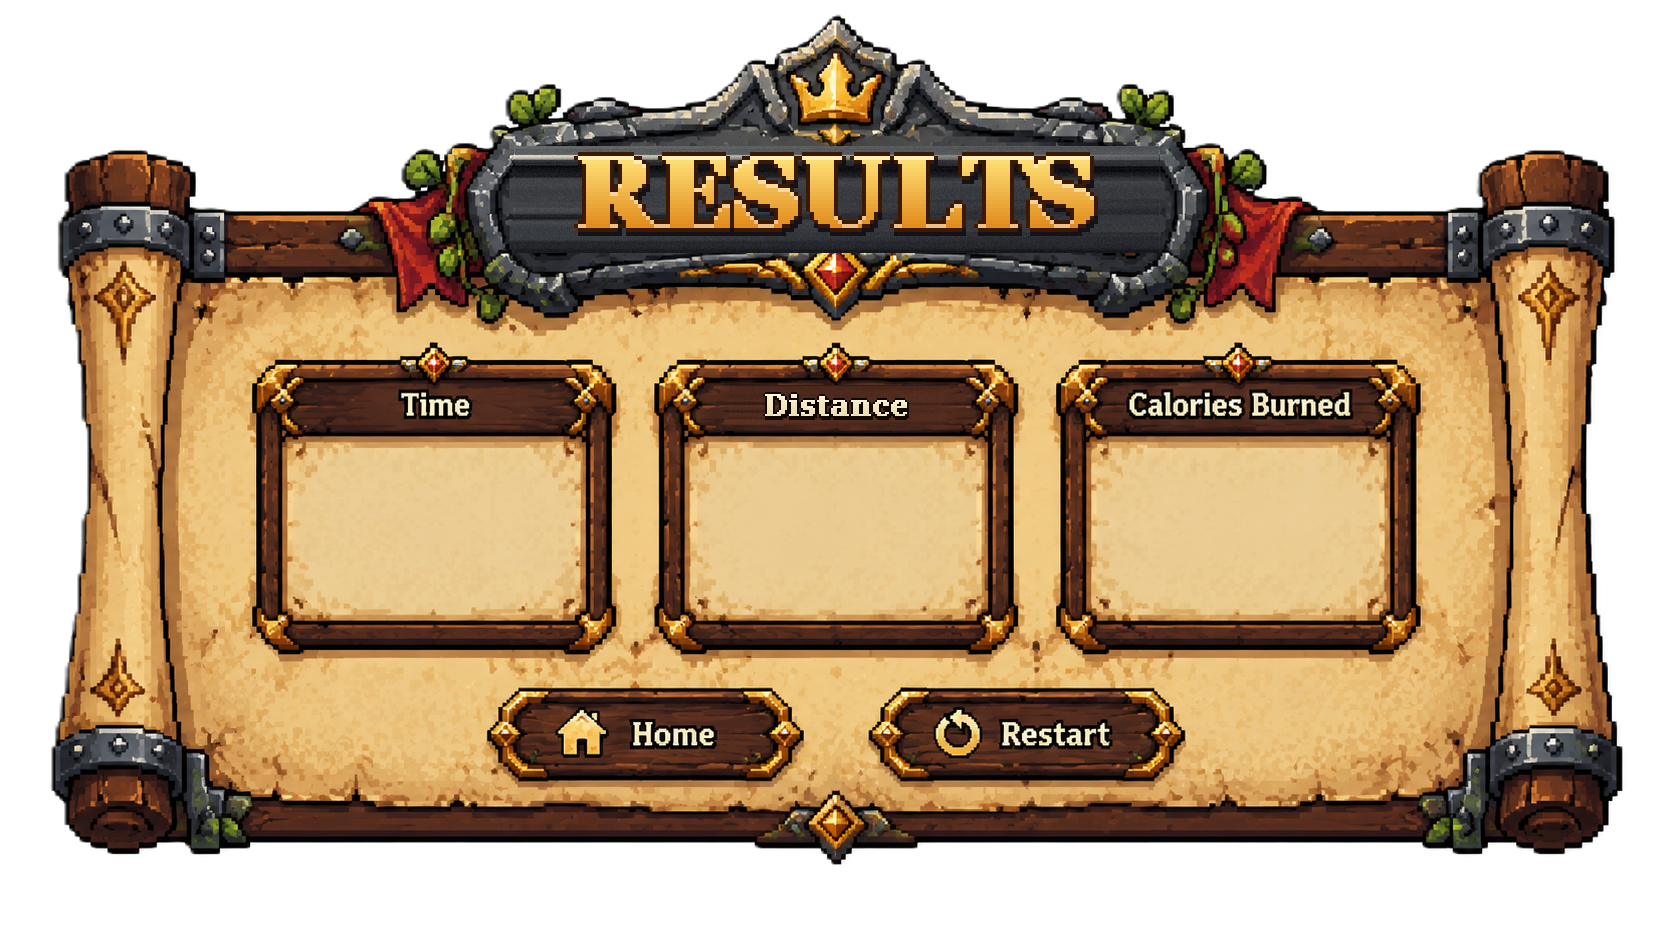 RESULTS
Time
Distance
Calories Burned
Home
Restart